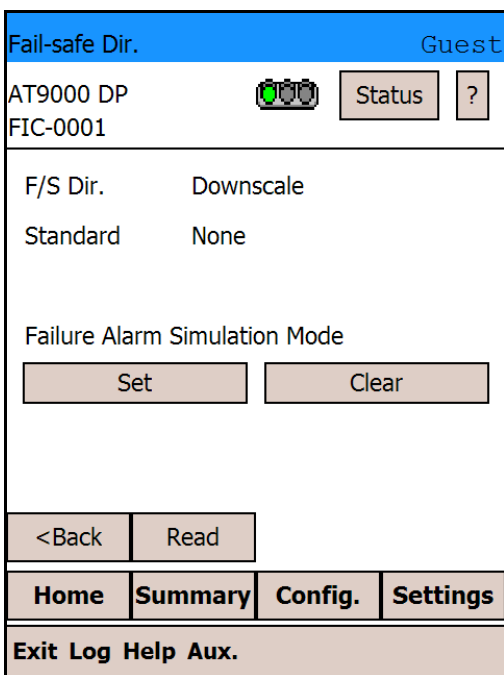 Fail-safe Dir. Guest
AT9000 DP Status ?
FIC-0001
F/S Dir. Downscale
Standard None
Failure Alarm Simulation Mode
Set Clear
<Back Read
Home Summary Config. Settings
Exit Log Help Aux.